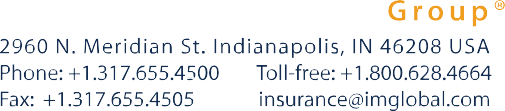 Group®
2960 N. Meridian St. Indianapolis, IN 46208 USA
Phone: +1.317.655.4500 Toll-free: +1.800.628.4664
Fax: +1.317.655.4505 insurance@imglobal.com